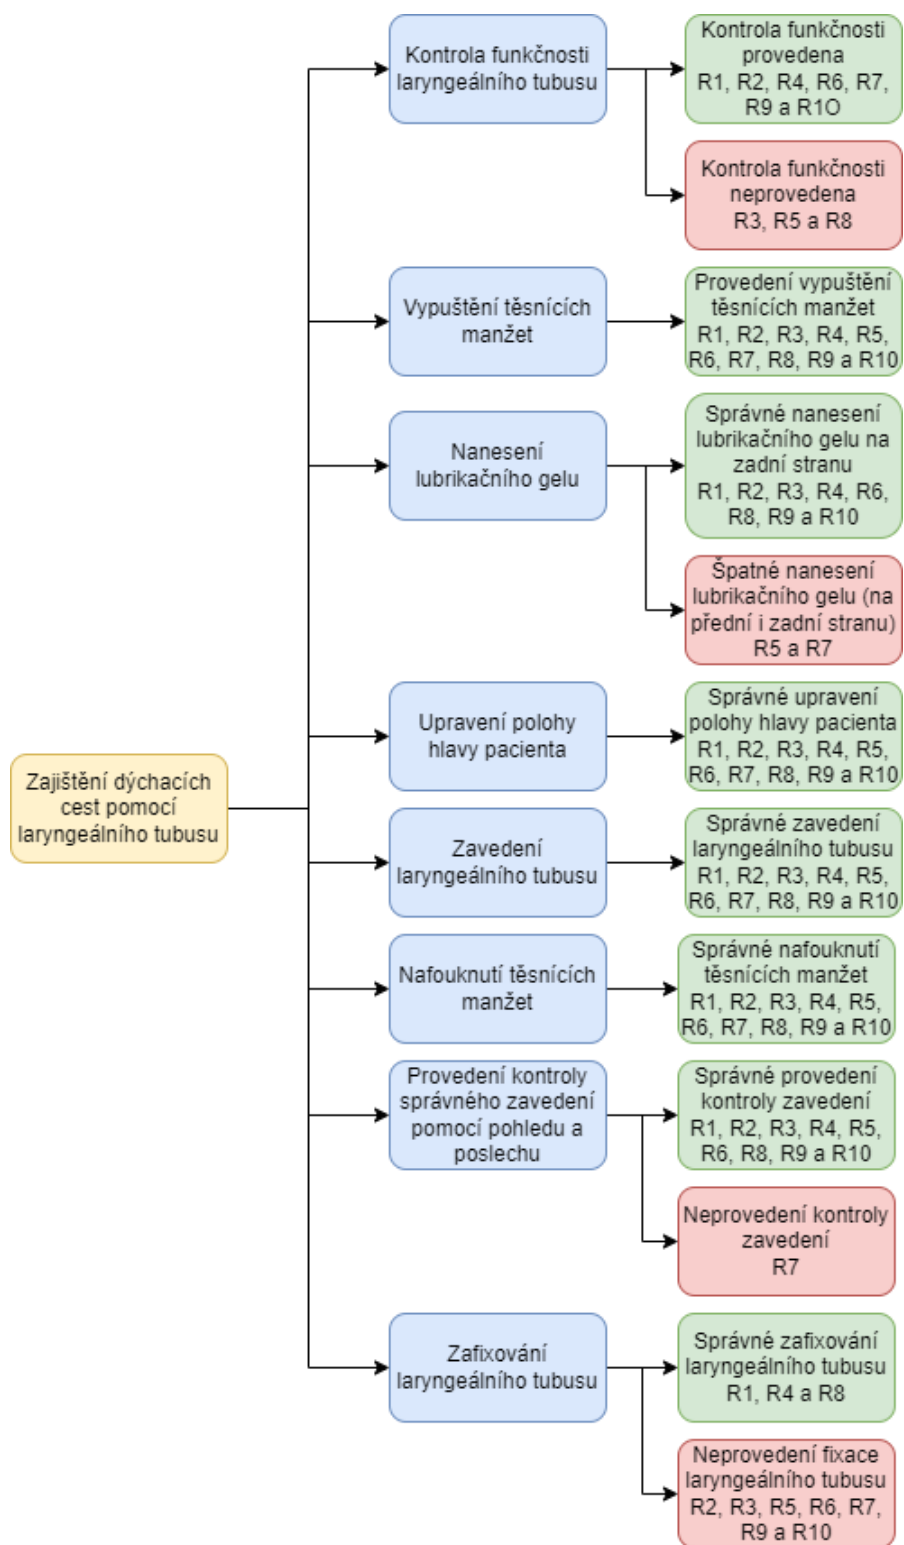 Zajištění dýchacích
cest pomocí
laryngeálního tubusu
Kontrola funkčnosti
laryngeálního tubusu
Kontrola funkčnosti
provedena
R1, R2, R4, R6, R7,
R9 a R1O
Kontrola funkčnosti
neprovedena
R3, R5 a R8
Vypuštění těsnících
manžet
Provedení vypuštění
těsnících manžet
R1, R2, R3, R4, R5,
R6, R7, R8, R9 a R10
Nanesení
lubrikačního gelu
Správné nanesení
lubrikačního gelu na
zadní stranu
R1, R2, R3, R4, R6,
R8, R9 a R10
Špatné nanesení
lubrikačního gelu (na
přední i zadní stranu)
R5 a R7
Upravení polohy
hlavy pacienta
Správné upravení
polohy hlavy pacienta
R1, R2, R3, R4, R5,
R6, R7, R8, R9 a R10
Zavedení
laryngeálního tubusu
Správné zavedení
laryngeálního tubusu
R1, R2, R3, R4, R5,
R6, R7, R8, R9 a R10
Nafouknutí těsnících
manžet
Správné nafouknutí
těsnících manžet
R1, R2, R3, R4, R5,
R6, R7, R8, R9 a R10
Provedení kontroly
správného zavedení
pomocí pohledu a
poslechu
Správné provedení
kontroly zavedení
R1, R2, R3, R4, R5,
R6, R8, R9 a R10
Neprovedení kontroly
zavedení
R7
Zafixování
laryngeálního tubusu
Správné zafixování
laryngeálního tubusu
R1, R4 a R8
Neprovedení fixace
laryngeálního tubusu
R2, R3, R5, R6, R7,
R9 a R10